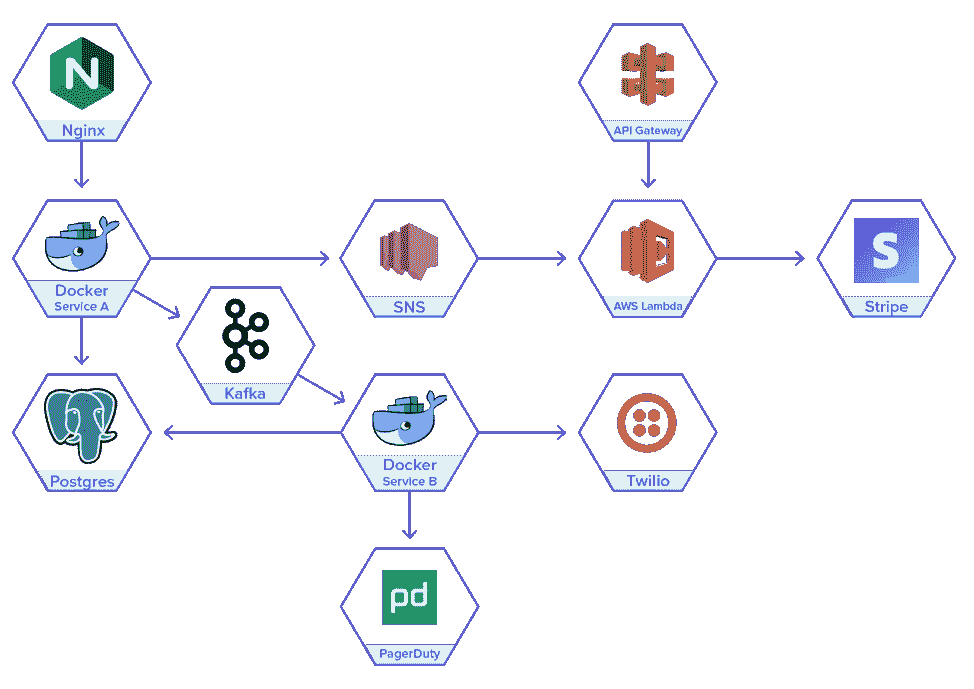 N
Nginx
API Gateway
Docker
Service A
SNS
AWS Lambda
S
Stripe
Kafka
Postgres
Docker
Service B
Twilio
pd
PagerDuty